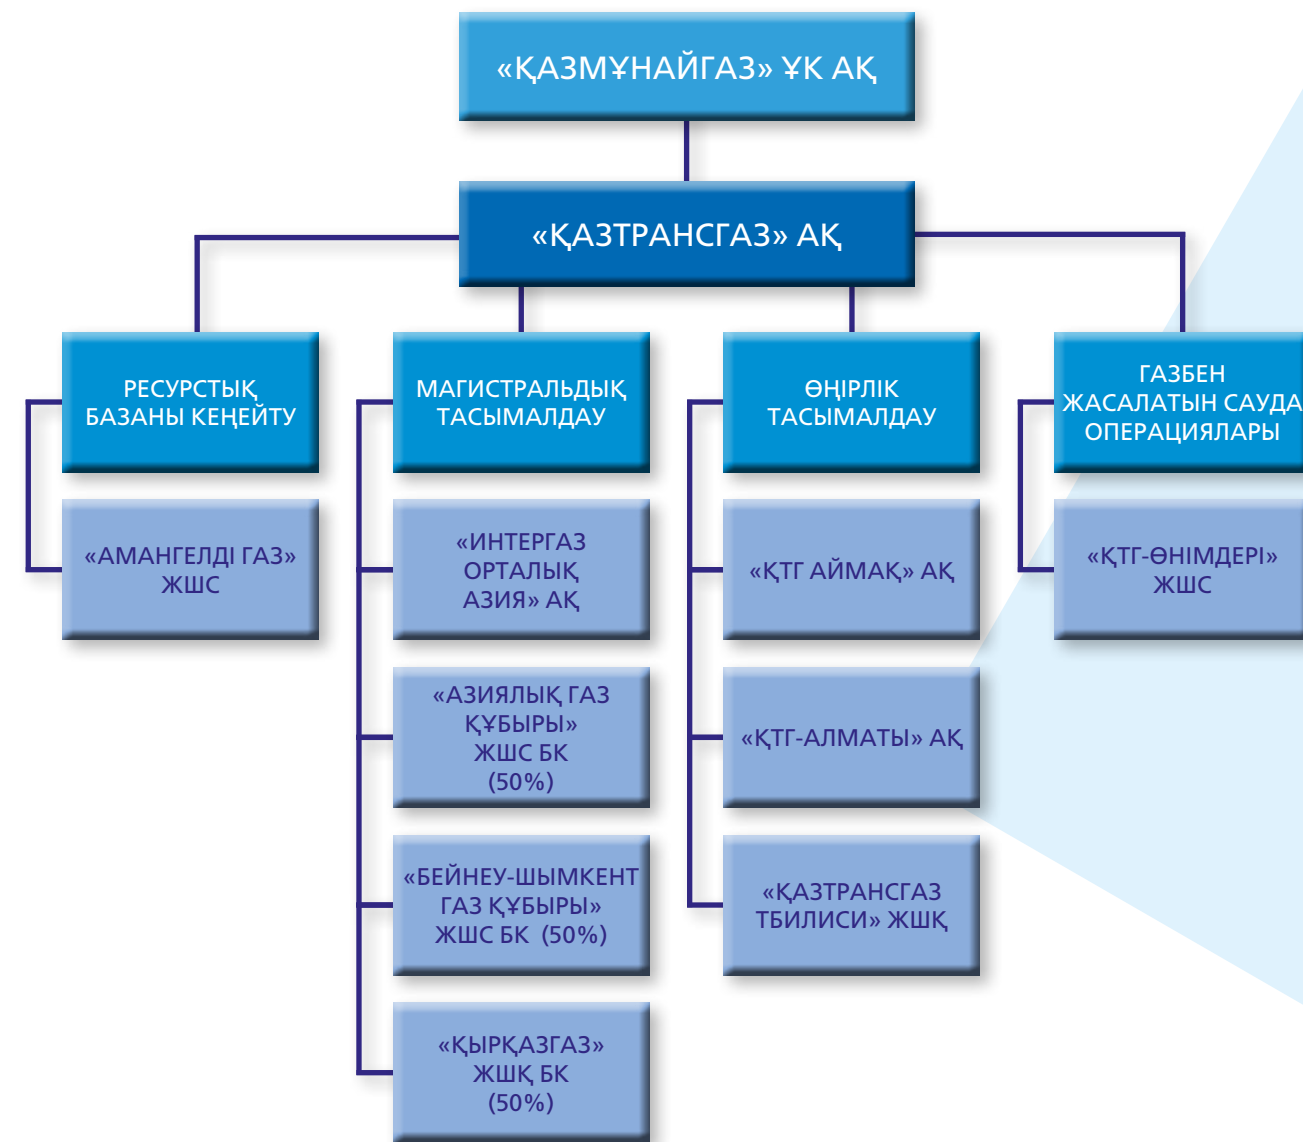 «ҚАЗМҰНАЙГАЗ» ҰК АҚ
«ҚАЗТРАНСГАЗ» АҚ
РЕСУРСТЫҚ
БАЗАНЫ КЕҢЕЙТУ
«АМАНГЕЛДІ ГАЗ»
ЖШС
МАГИСТРАЛЬДЫҚ
ТАСЫМАЛДАУ
«ИНТЕРГАЗ
ОРТАЛЫҚ
АЗИЯ» АҚ
«АЗИЯЛЫҚ ГАЗ
ҚҰБЫРЫ»
ЖШС БК
(50%)
«БЕЙНЕУ-ШЫМКЕНТ
ГАЗ ҚҰБЫРЫ»
ЖШС БК (50%)
«ҚЫРҚАЗГАЗ»
ЖШҚ БК
(50%)
ӨҢІРЛІК
ТАСЫМАЛДАУ
«ҚТГ АЙМАҚ» АҚ
«ҚТГ-АЛМАТЫ» АҚ
«ҚАЗТРАНСГАЗ
ТБИЛИСИ» ЖШҚ
ГАЗБЕН
ЖАСАЛАТЫН САУДА
ОПЕРАЦИЯЛАРЫ
«ҚТГ-ӨНІМДЕРІ»
ЖШС